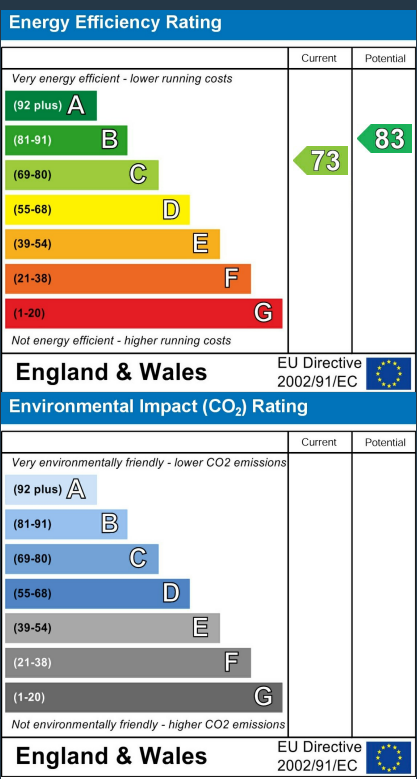 Energy Efficiency Rating
Current Potential
Very energy efficient - lower running costs
(92 plus) A
(81-91) B
(69-80) C
(55-68) D
(39-54) E
(21-38) F
(1-20) G
73
83
Not energy efficient - higher running costs
England & Wales
EU Directive
2002/91/EC
Environmental Impact (CO₂) Rating
Current Potential
Very environmentally friendly - lower CO2 emissions
(92 plus) A
(81-91) B
(69-80) C
(55-68) D
(39-54) E
(21-38) F
(1-20) G
Not environmentally friendly - higher CO2 emissions
England & Wales
EU Directive
2002/91/EC